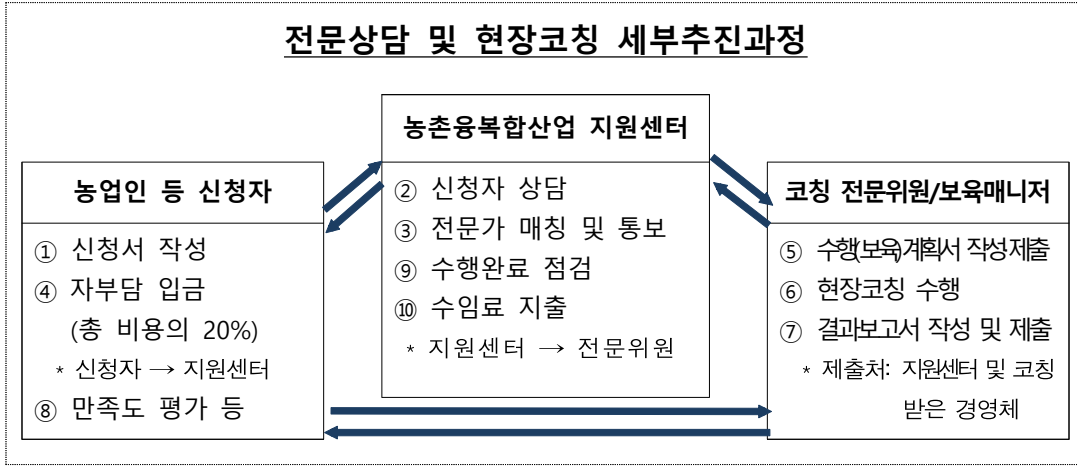 전문상담 및 현장코칭 세부추진과정
농업인 등 신청자
① 신청서 작성
④ 자부담 입금
(총 비용의 20%)
* 신청자 → 지원센터
⑧ 만족도 평가 등
농촌융복합산업 지원센터
② 신청자 상담
③ 전문가 매칭 및 통보
⑨ 수행완료 점검
⑩ 수임료 지출
* 지원센터 → 전문위원
코칭 전문위원/보육매니저
⑤ 수행(보육)계획서 작성제출
⑥ 현장코칭 수행
⑦ 결과보고서 작성 및 제출
* 제출처: 지원센터 및 코칭
받은 경영체